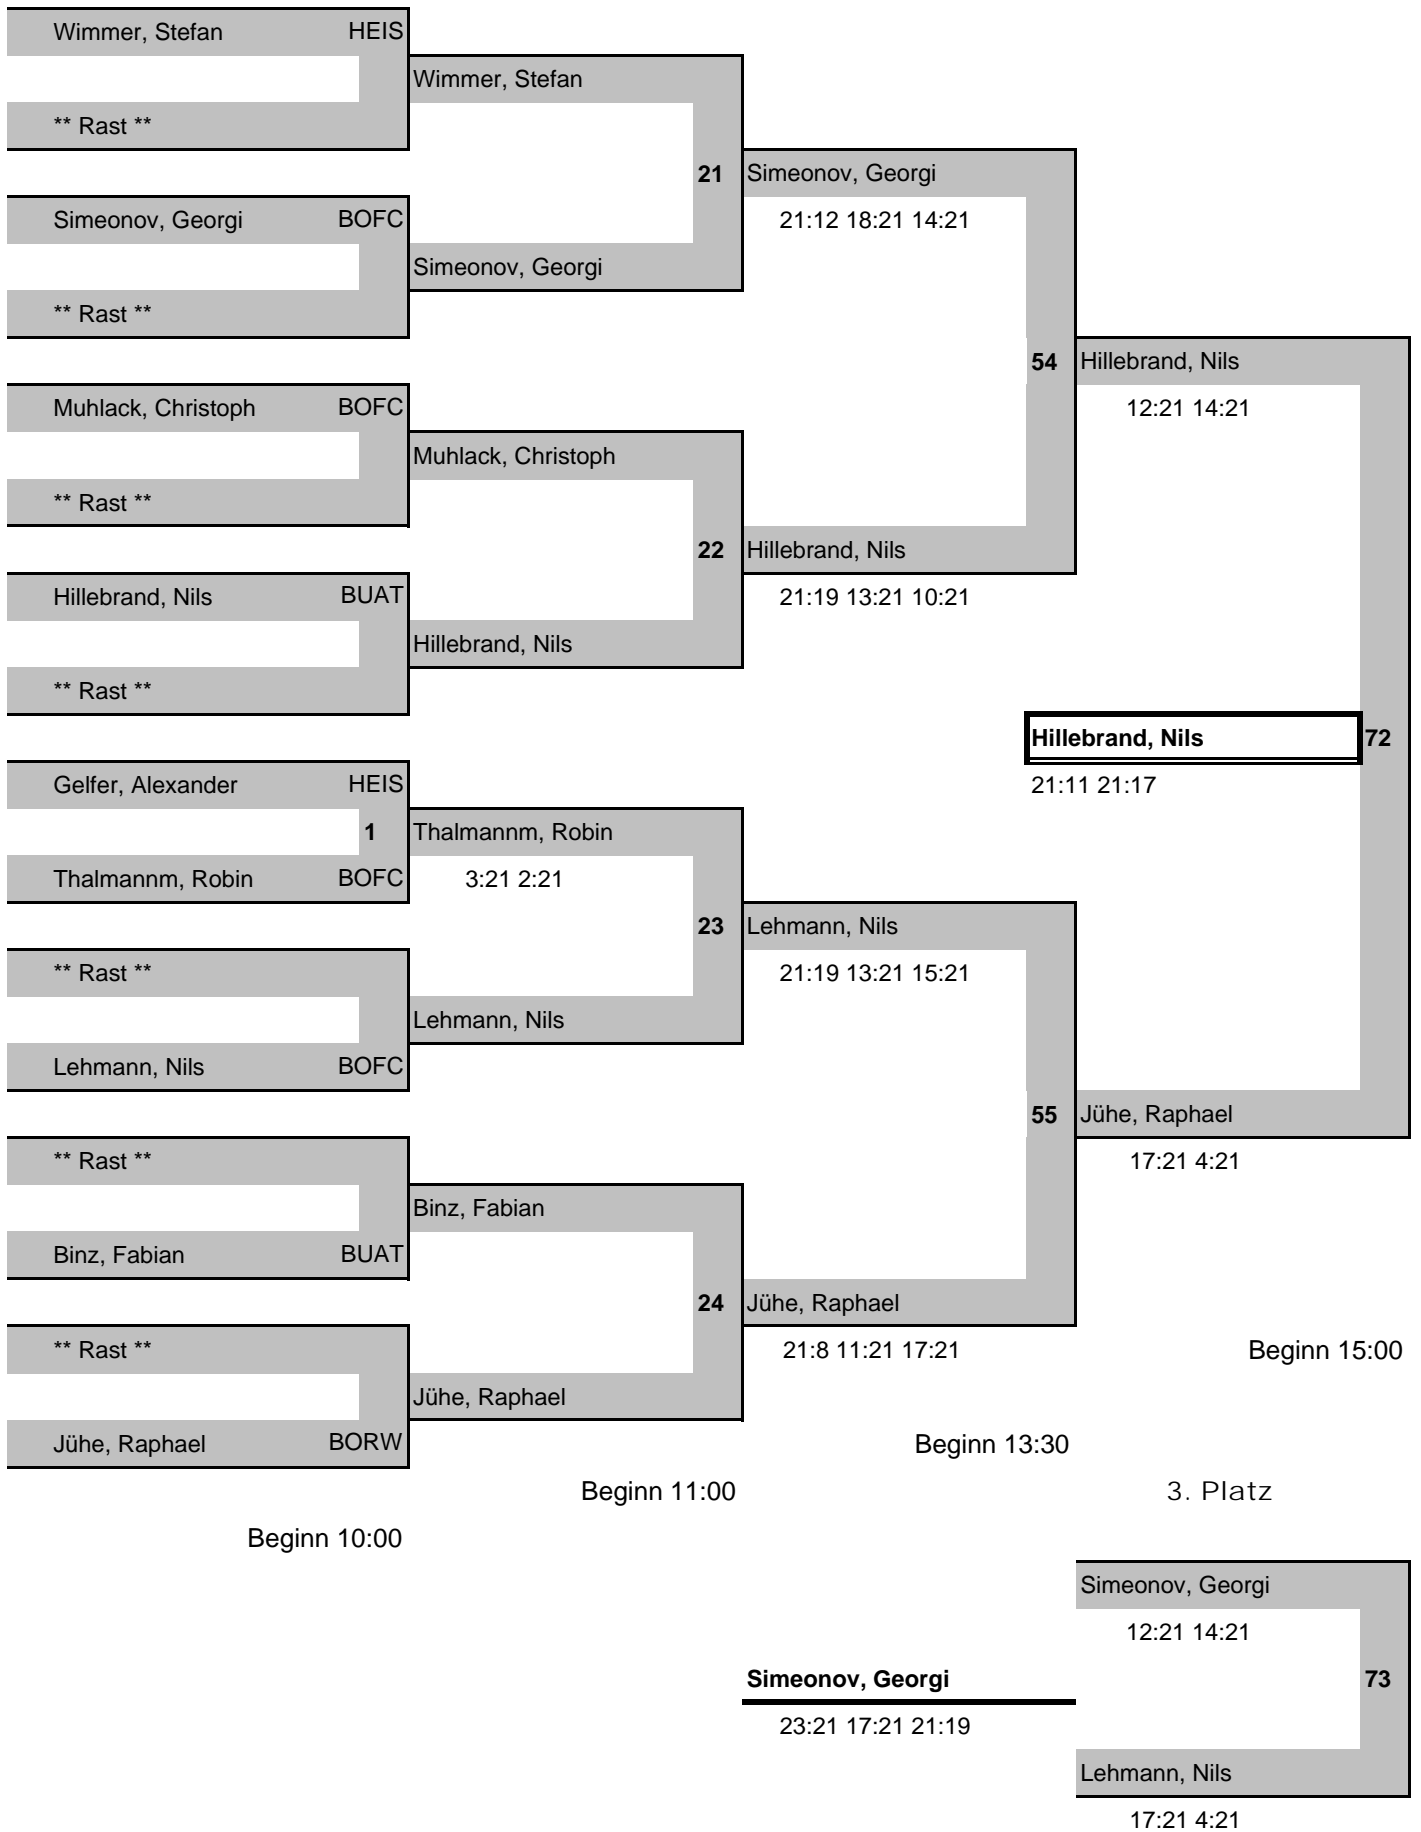 Wimmer, Stefan HEIS
Wimmer, Stefan
** Rast **
21 Simeonov, Georgi
Simeonov, Georgi BOFC 21:12 18:21 14:21
Simeonov, Georgi
** Rast **
54 Hillebrand, Nils
Muhlack, Christoph BOFC 12:21 14:21
Muhlack, Christoph
** Rast **
22 Hillebrand, Nils
Hillebrand, Nils BUAT 21:19 13:21 10:21
Hillebrand, Nils
** Rast **
Hillebrand, Nils 72
Gelfer, Alexander HEIS 21:11 21:17
1 Thalmannm, Robin
Thalmannm, Robin BOFC 3:21 2:21
23 Lehmann, Nils
** Rast ** 21:19 13:21 15:21
Lehmann, Nils
Lehmann, Nils BOFC
55 Jühe, Raphael
** Rast ** 17:21 4:21
Binz, Fabian
Binz, Fabian BUAT
24 Jühe, Raphael
** Rast ** 21:8 11:21 17:21 Beginn 15:00
Jühe, Raphael
Jühe, Raphael BORW Beginn 13:30
Beginn 11:00 3. Platz
Beginn 10:00
Simeonov, Georgi
12:21 14:21
Simeonov, Georgi 73
23:21 17:21 21:19
Lehmann, Nils
17:21 4:21